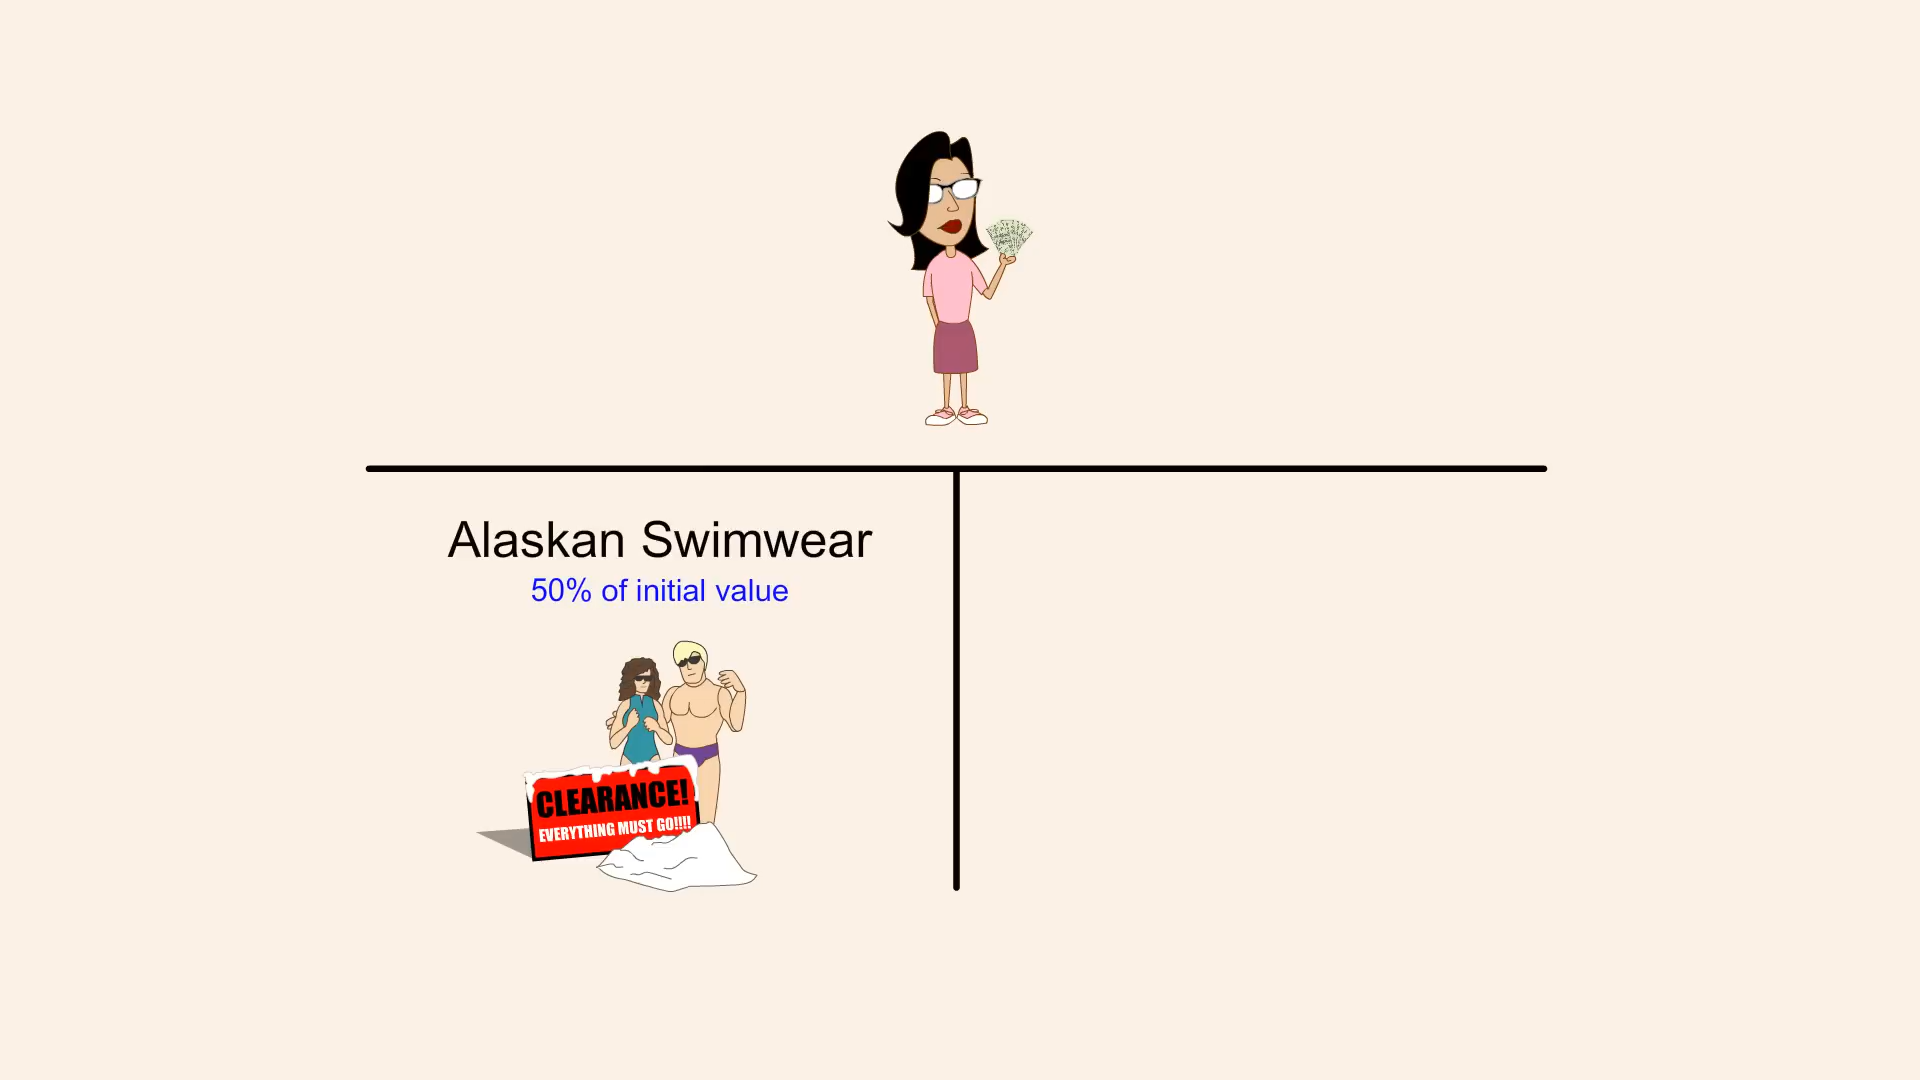 Alaskan Swimwear
50% of initial value
CLEARANCE!
EVERYTHING MUST GO!!!!